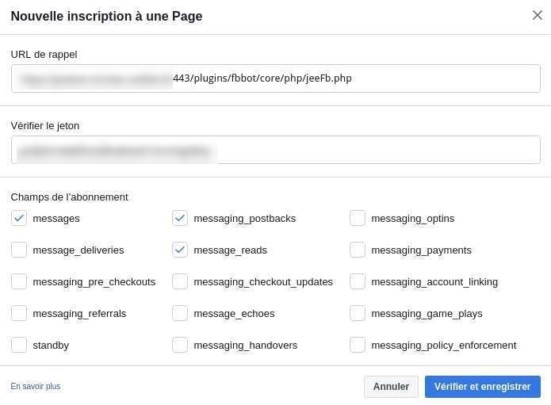 Nouvelle inscription à une Page
URL de rappel
443/plugins/fbbot/core/php/jeeFb.php
Vérifier le jeton
Champs de l'abonnement
messages messaging_postbacks messaging_optins
message_deliveries message_reads messaging_payments
messaging_pre_checkouts messaging_checkout_updates messaging_account_linking
messaging_referrals message_echoes messaging_game_plays
standby messaging_handovers messaging_policy_enforcement
En savoir plus Annuler Vérifier et enregistrer